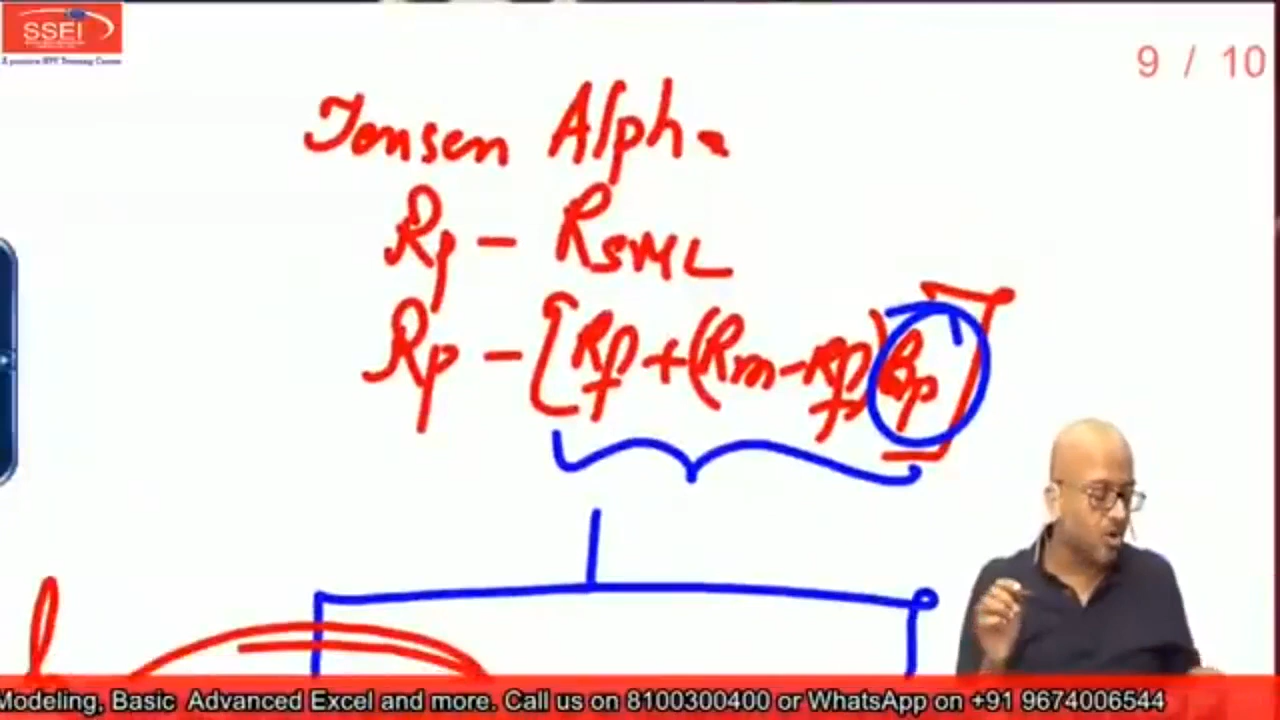 SSEI
9 / 10
Jensen Alpha
Rp - RSML
Rp - [Rf + (Rm - Rf) βp]
Modeling, Basic Advanced Excel and more. Call us on 8100300400 or WhatsApp on +91 9674006544